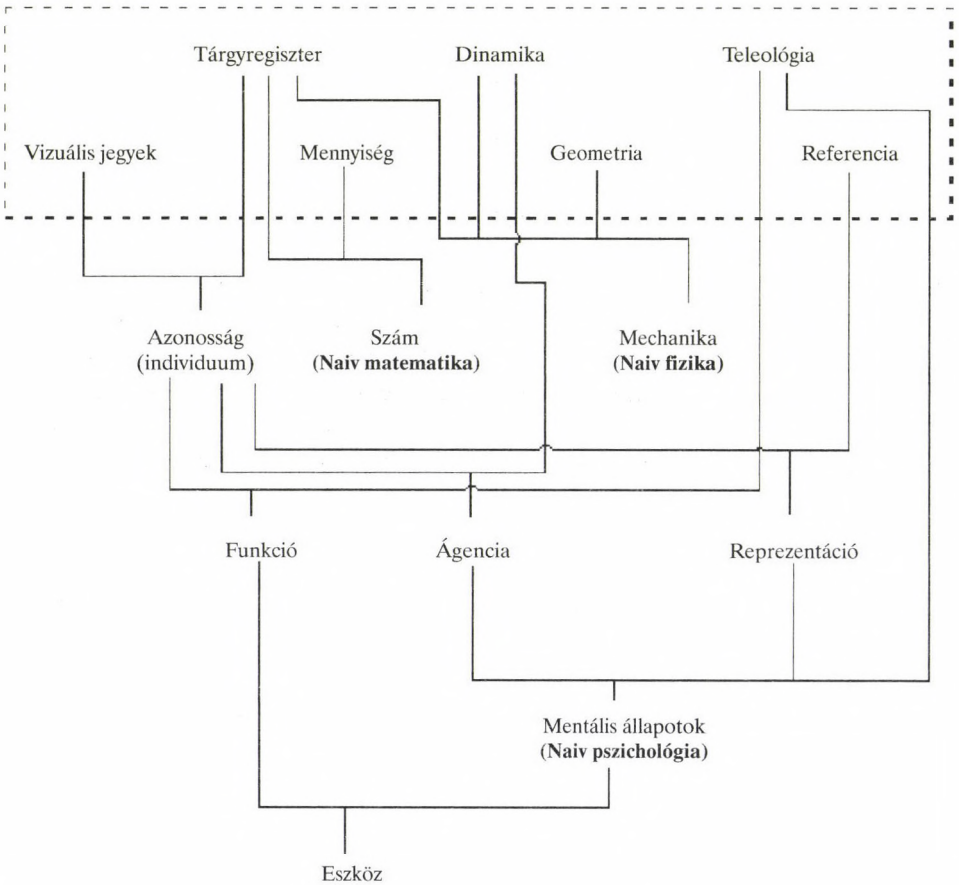 Tárgyregiszter Dinamika Teleológia
Vizuális jegyek Mennyiség Geometria Referencia
Azonosság Szám Mechanika
(individuum) (Naiv matematika) (Naiv fizika)
Funkció Ágencia Reprezentáció
Mentális állapotok
(Naiv pszichológia)
Eszköz